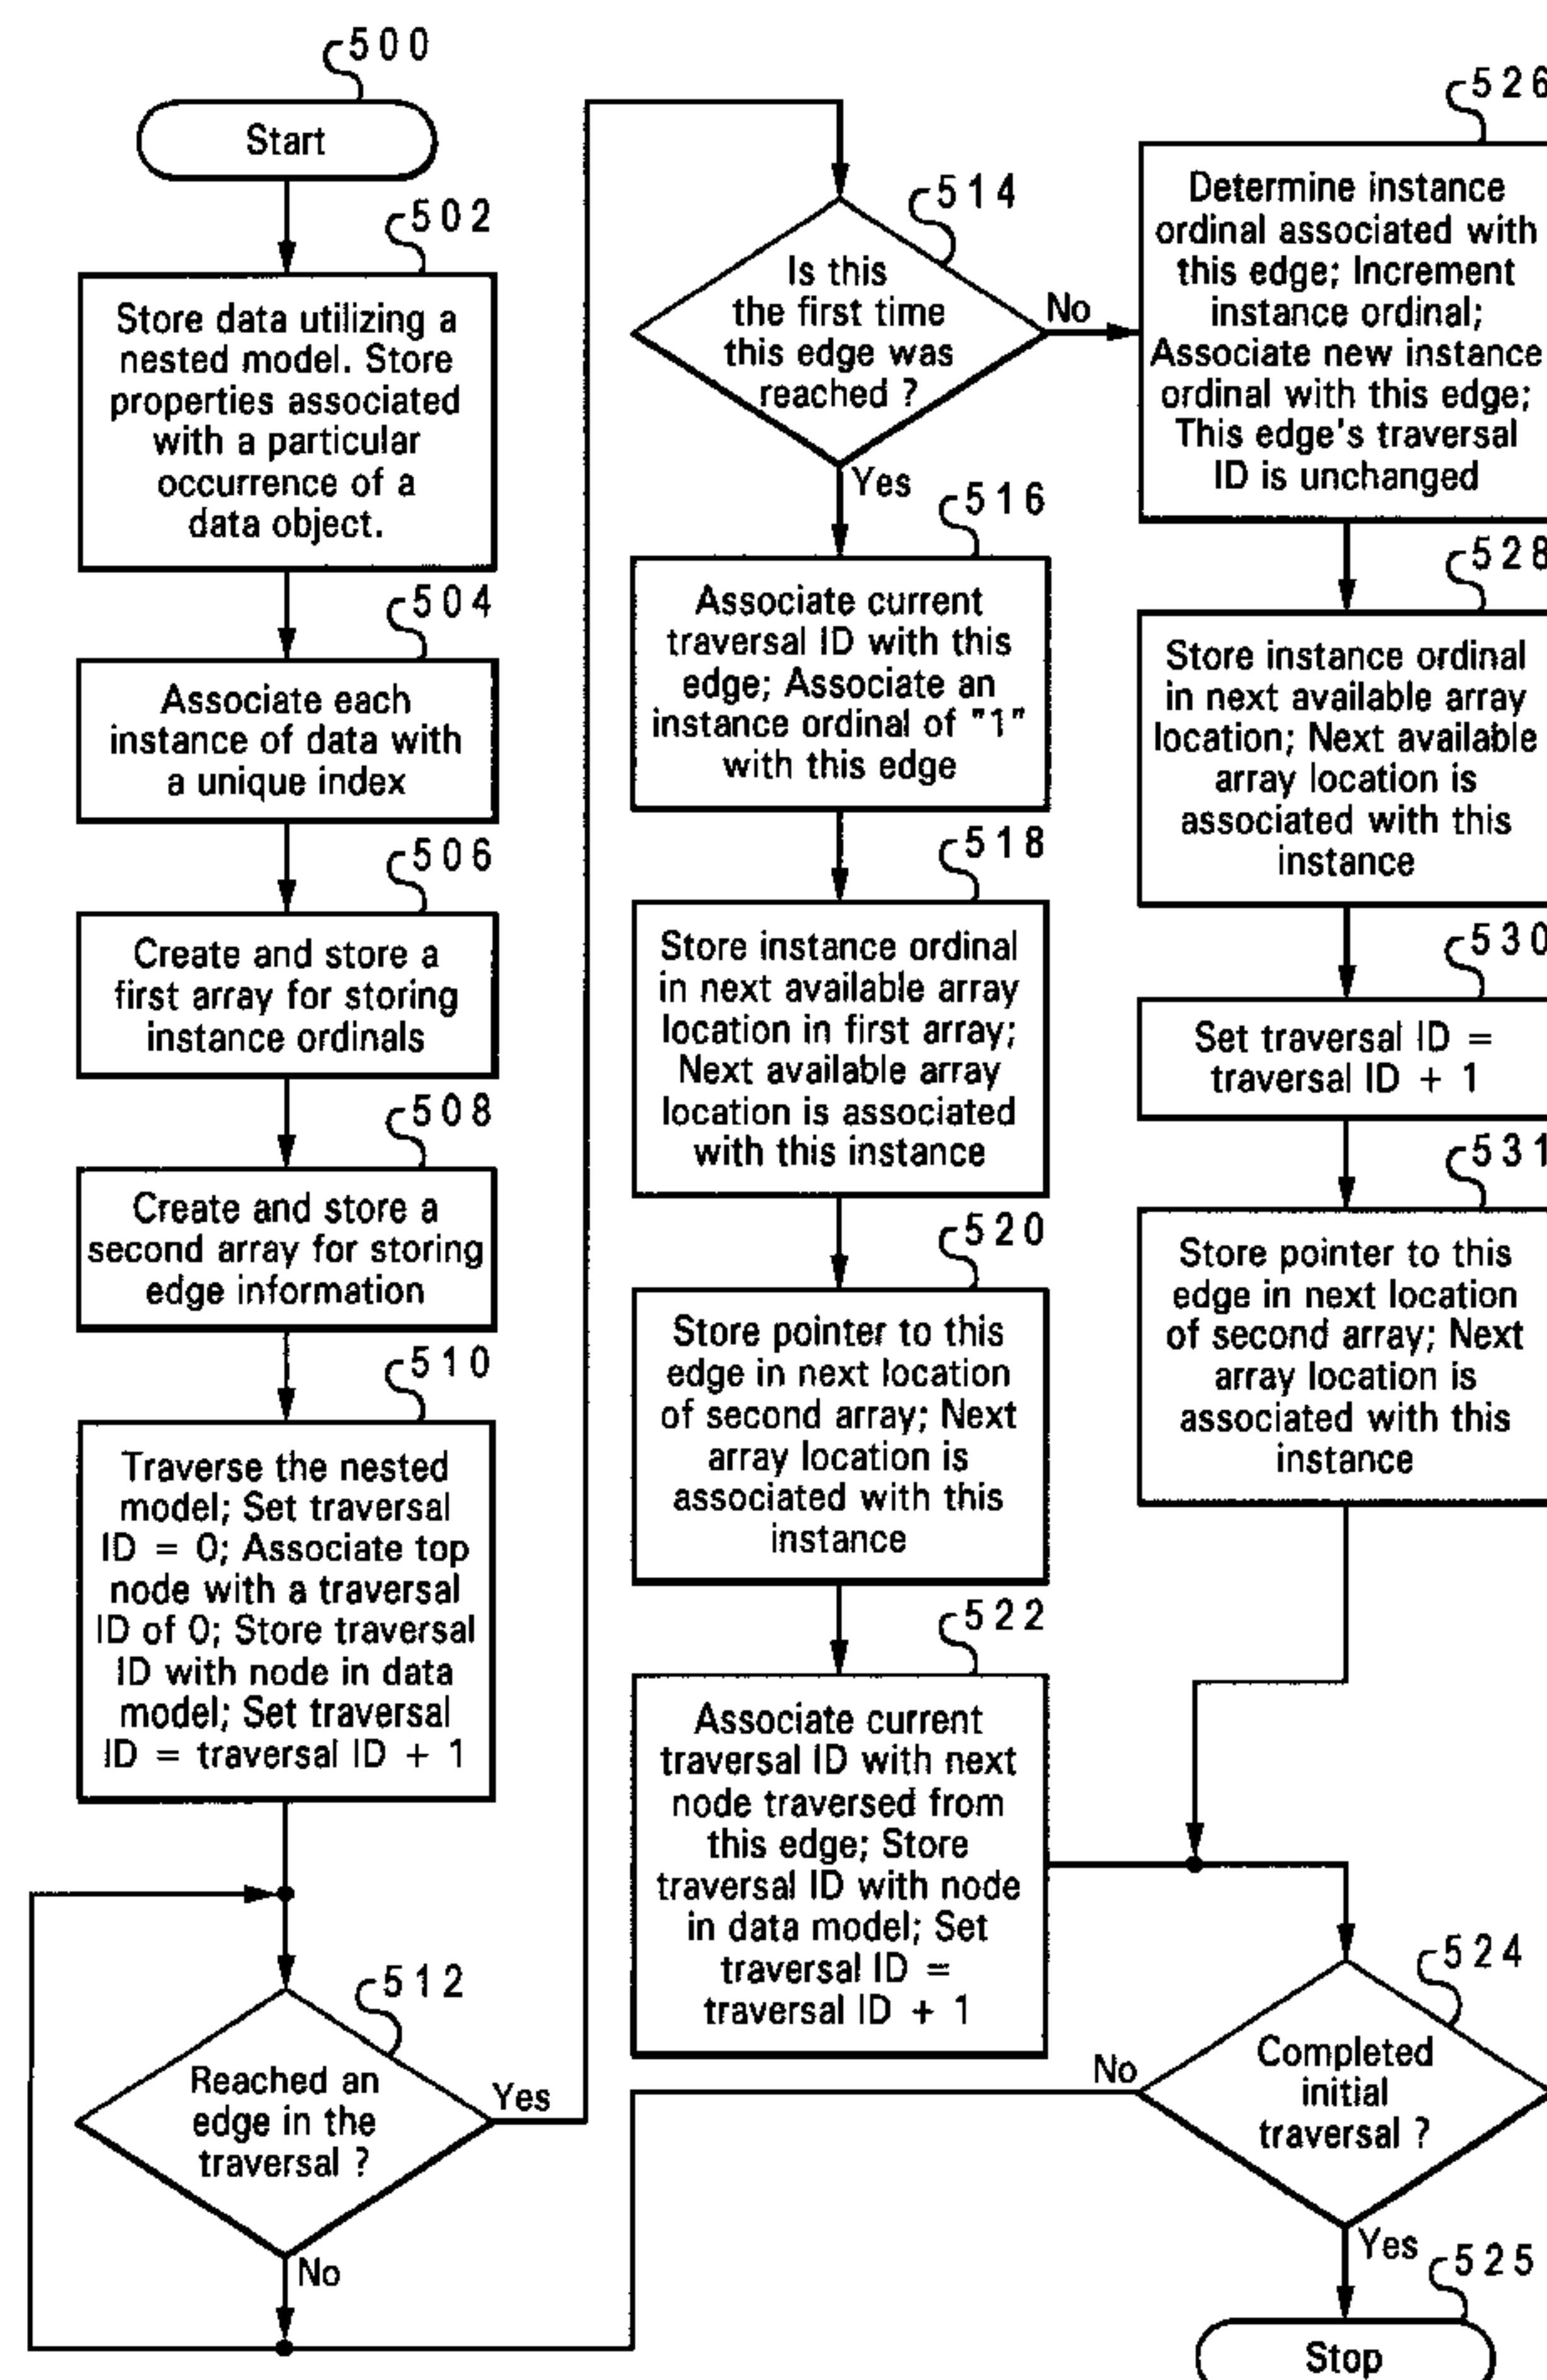 500
Start
502
Store data utilizing a
nested model. Store
properties associated
with a particular
occurrence of a
data object.
504
Associate each
instance of data with
a unique index
506
Create and store a
first array for storing
instance ordinals
508
Create and store a
second array for storing
edge information
510
Traverse the nested
model; Set traversal
ID = 0; Associate top
node with a traversal
ID of 0; Store traversal
ID with node in data
model; Set traversal
ID = traversal ID + 1
512
Reached an
edge in the
traversal ?
Yes
No
514
Is this
the first time
this edge was
reached ?
No
Yes
516
Associate current
traversal ID with this
edge; Associate an
instance ordinal of "1"
with this edge
518
Store instance ordinal
in next available array
location in first array;
Next available array
location is associated
with this instance
520
Store pointer to this
edge in next location
of second array; Next
array location is
associated with this
instance
522
Associate current
traversal ID with next
node traversed from
this edge; Store
traversal ID with node
in data model; Set
traversal ID =
traversal ID + 1
526
Determine instance
ordinal associated with
this edge; Increment
instance ordinal;
Associate new instance
ordinal with this edge;
This edge's traversal
ID is unchanged
528
Store instance ordinal
in next available array
location; Next available
array location is
associated with this
instance
530
Set traversal ID =
traversal ID + 1
531
Store pointer to this
edge in next location
of second array; Next
array location is
associated with this
instance
524
Completed
initial
traversal ?
No
Yes
525
Stop